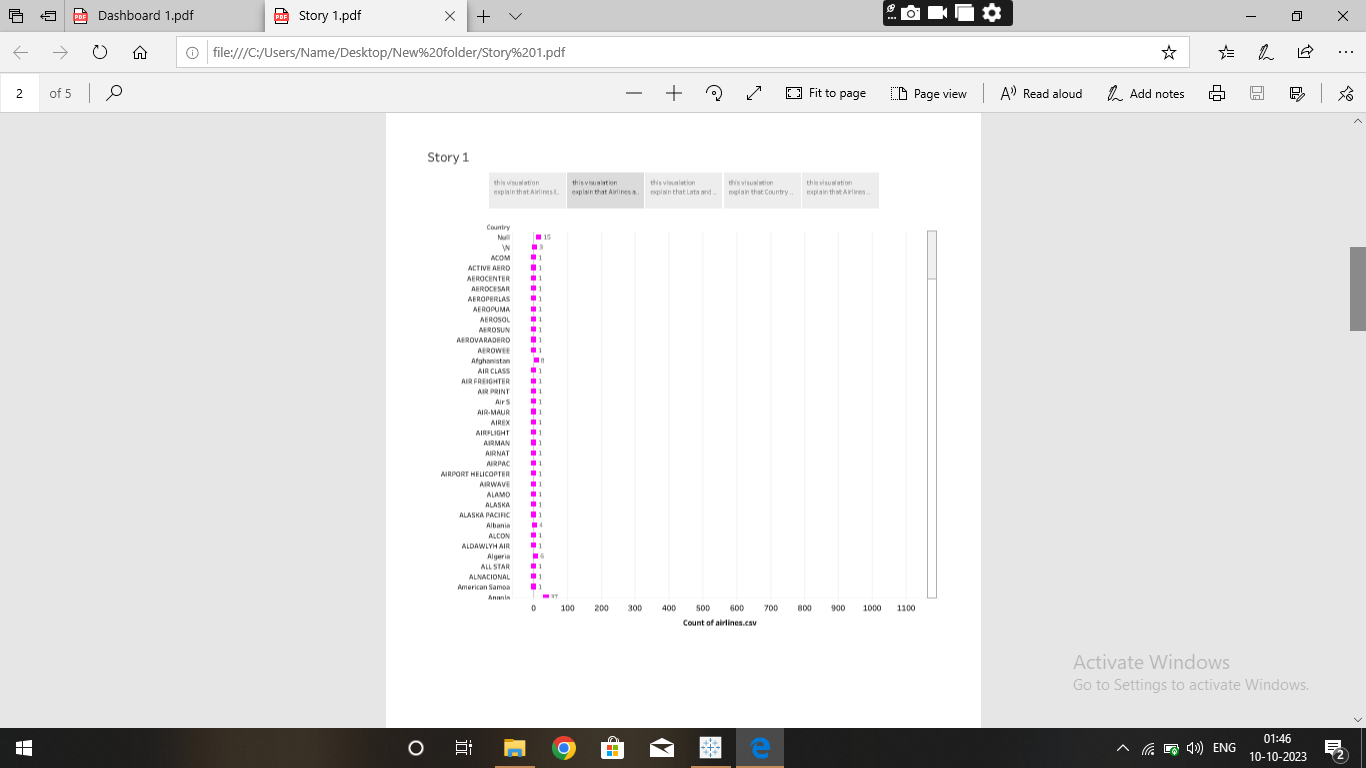 Dashboard 1.pdf
Story 1.pdf
file:///C:/Users/Name/Desktop/New%20folder/Story%201.pdf
2 of 5
Fit to page
Page view
Read aloud
Add notes
Story 1
this visualation
explain that Airlines I..
this visualation
explain that Airlines a..
this visualation
explain that Lata and ..
this visualation
explain that Country ..
this visualation
explain that Airlines ..
Country
Null 15
\N 3
ACOM 1
ACTIVE AERO 1
AEROCENTER 1
AEROCESAR 1
AEROPERLAS 1
AEROPUMA 1
AEROSOL 1
AEROSUN 1
AEROVARADERO 1
AEROWEE 1
Afghanistan 8
AIR CLASS 1
AIR FREIGHTER 1
AIR PRINT 1
Air S 1
AIR-MAUR 1
AIREX 1
AIRFLIGHT 1
AIRMAN 1
AIRNAT 1
AIRPAC 1
AIRPORT HELICOPTER 1
AIRWAVE 1
ALAMO 1
ALASKA 1
ALASKA PACIFIC 1
Albania 4
ALCON 1
ALDAWLYH AIR 1
Algeria 6
ALL STAR 1
ALNACIONAL 1
American Samoa 1
Angola 37
0 100 200 300 400 500 600 700 800 900 1000 1100
Count of airlines.csv
Activate Windows
Go to Settings to activate Windows.
ENG
01:46
10-10-2023
2